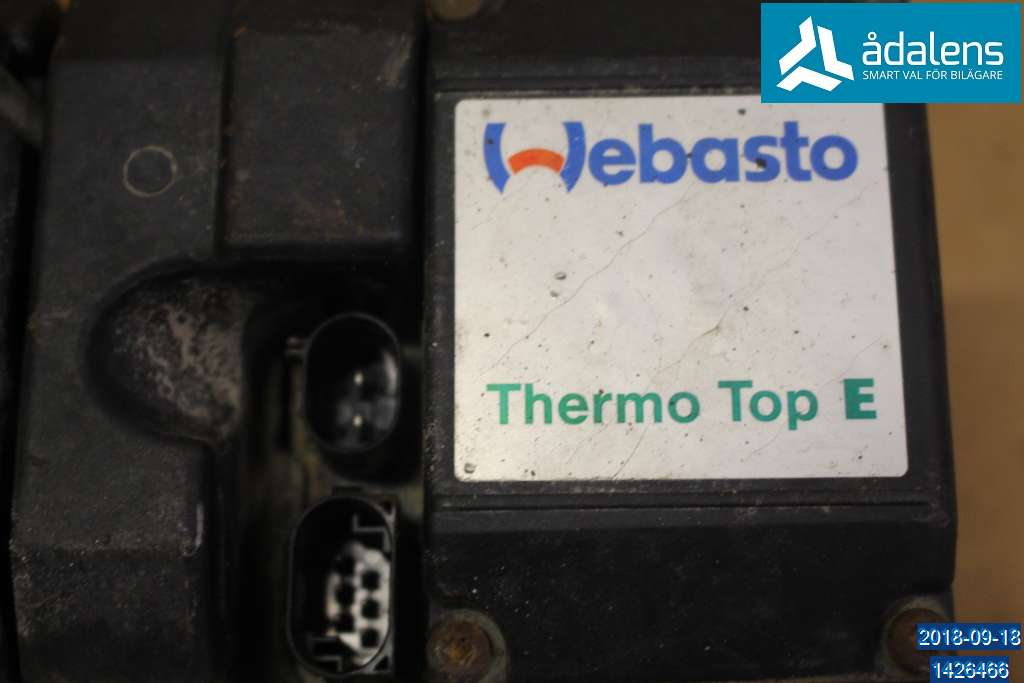 ådalens
SMART VAL FÖR BILÄGARE
Webasto
Thermo Top E
2018-09-18
1426466